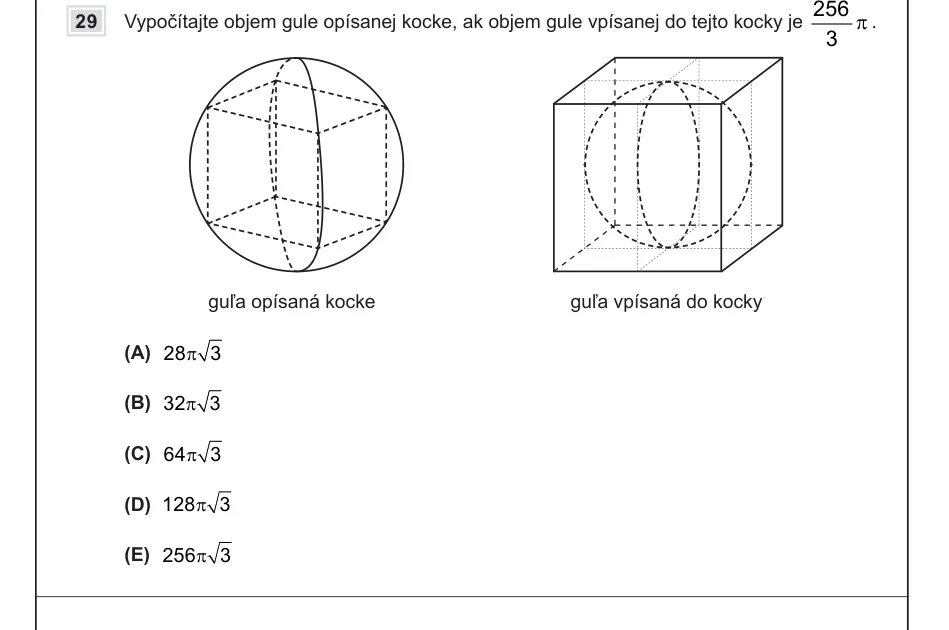 29 Vypočítajte objem gule opísanej kocke, ak objem gule vpísanej do tejto kocky je 256/3 π .
guľa opísaná kocke guľa vpísaná do kocky
(A) 28π√3
(B) 32π√3
(C) 64π√3
(D) 128π√3
(E) 256π√3